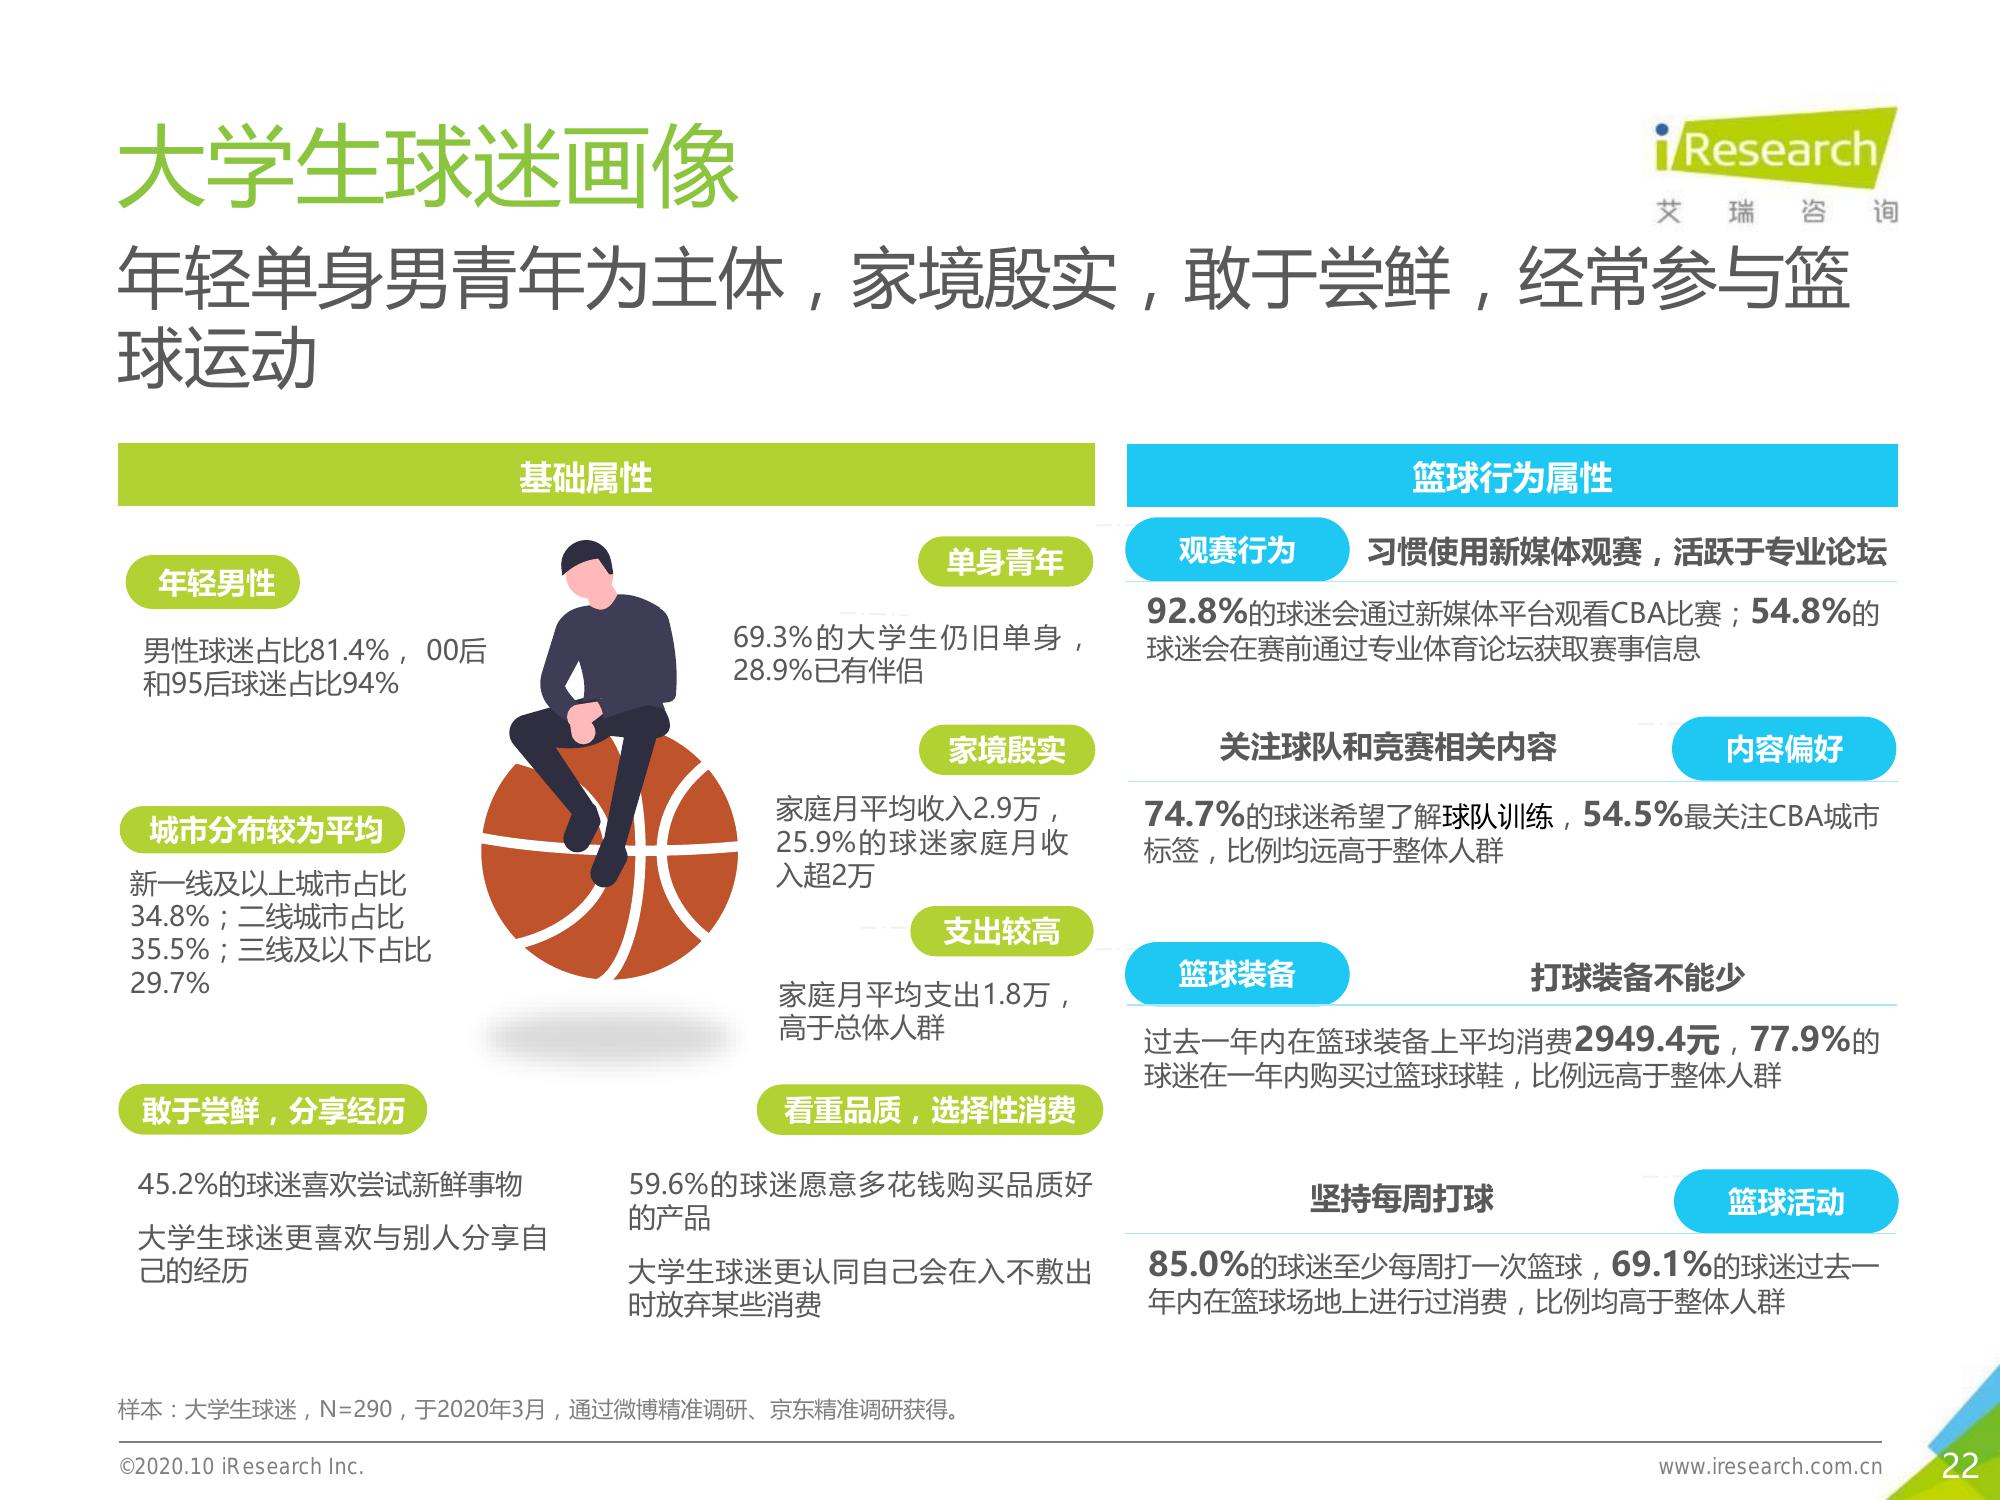 大学生球迷画像
iResearch
艾瑞咨询
年轻单身男青年为主体，家境殷实，敢于尝鲜，经常参与篮
球运动
基础属性
年轻男性
男性球迷占比81.4%， 00后
和95后球迷占比94%
单身青年
69.3%的大学生仍旧单身，
28.9%已有伴侣
家境殷实
家庭月平均收入2.9万，
25.9%的球迷家庭月收
入超2万
城市分布较为平均
新一线及以上城市占比
34.8%；二线城市占比
35.5%；三线及以下占比
29.7%
支出较高
家庭月平均支出1.8万，
高于总体人群
敢于尝鲜，分享经历
45.2%的球迷喜欢尝试新鲜事物
大学生球迷更喜欢与别人分享自
己的经历
看重品质，选择性消费
59.6%的球迷愿意多花钱购买品质好
的产品
大学生球迷更认同自己会在入不敷出
时放弃某些消费
篮球行为属性
观赛行为
习惯使用新媒体观赛，活跃于专业论坛
92.8%的球迷会通过新媒体平台观看CBA比赛；54.8%的
球迷会在赛前通过专业体育论坛获取赛事信息
关注球队和竞赛相关内容
内容偏好
74.7%的球迷希望了解球队训练，54.5%最关注CBA城市
标签，比例均远高于整体人群
篮球装备
打球装备不能少
过去一年内在篮球装备上平均消费2949.4元，77.9%的
球迷在一年内购买过篮球球鞋，比例远高于整体人群
坚持每周打球
篮球活动
85.0%的球迷至少每周打一次篮球，69.1%的球迷过去一
年内在篮球场地上进行过消费，比例均高于整体人群
样本：大学生球迷，N=290，于2020年3月，通过微博精准调研、京东精准调研获得。
©2020.10 iResearch Inc.
www.iresearch.com.cn
22